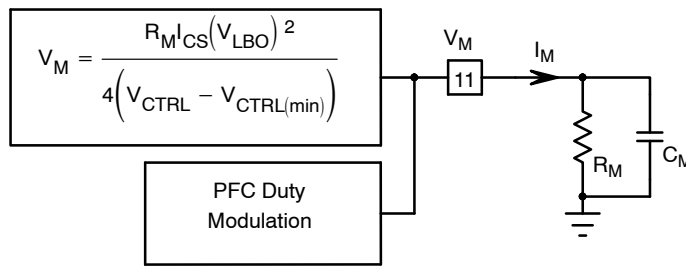 V_M = R_M I_CS (V_LBO) ^2 / 4(V_CTRL − V_CTRL(min))
V_M
I_M
11
R_M
C_M
PFC Duty
Modulation